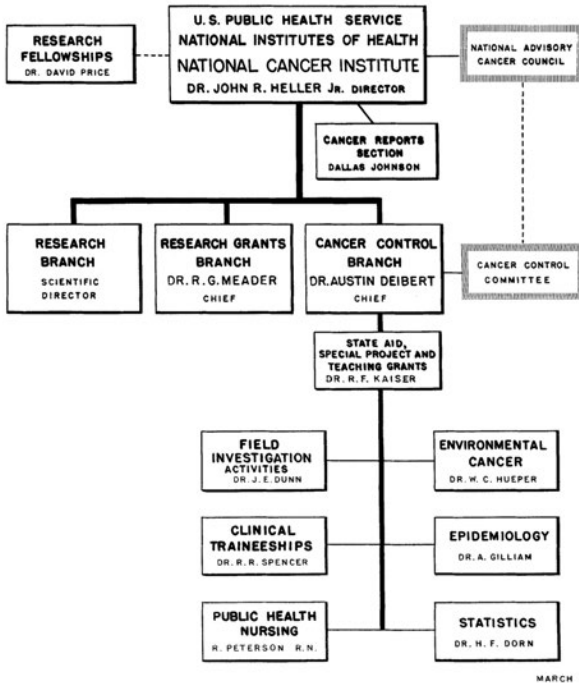 U.S. PUBLIC HEALTH SERVICE
NATIONAL INSTITUTES OF HEALTH
NATIONAL CANCER INSTITUTE
DR. JOHN R. HELLER JR. DIRECTOR
RESEARCH
FELLOWSHIPS
DR. DAVID PRICE
NATIONAL ADVISORY
CANCER COUNCIL
CANCER REPORTS
SECTION
DALLAS JOHNSON
RESEARCH
BRANCH
SCIENTIFIC
DIRECTOR
RESEARCH GRANTS
BRANCH
DR. R.G. MEADER
CHIEF
CANCER CONTROL
BRANCH
DR. AUSTIN DEIBERT
CHIEF
CANCER CONTROL
COMMITTEE
STATE AID,
SPECIAL PROJECT AND
TEACHING GRANTS
DR. R.F. KAISER
FIELD
INVESTIGATION
ACTIVITIES
DR. J.E. DUNN
ENVIRONMENTAL
CANCER
DR. W.C. HUEPER
CLINICAL
TRAINEESHIPS
DR. R.R. SPENCER
EPIDEMIOLOGY
DR. A. GILLIAM
PUBLIC HEALTH
NURSING
R. PETERSON R.N.
STATISTICS
DR. H.F. DORN
MARCH